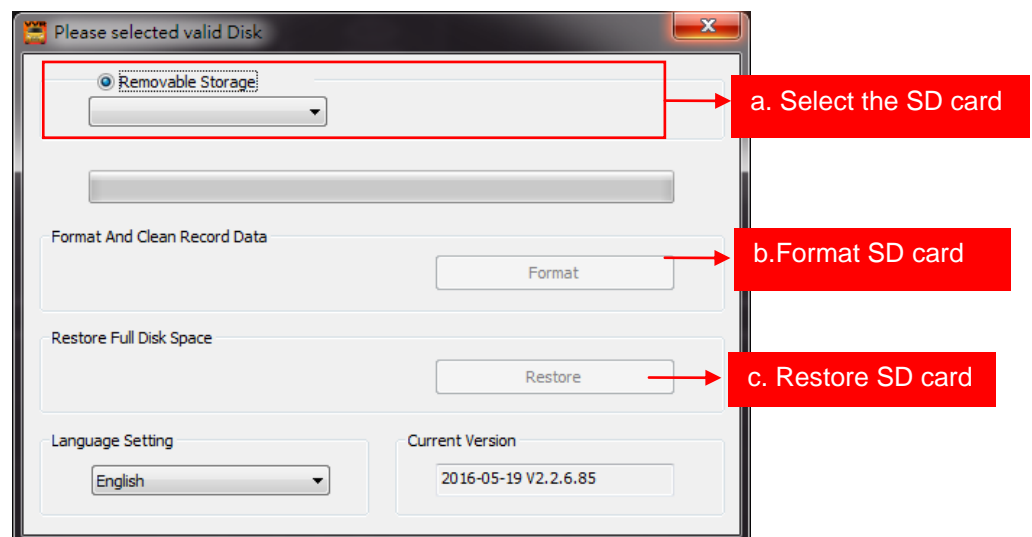 Please selected valid Disk
Removable Storage
a. Select the SD card
Format And Clean Record Data
b.Format SD card
Format
Restore Full Disk Space
Restore
c. Restore SD card
Language Setting
Current Version
English
2016-05-19 V2.2.6.85